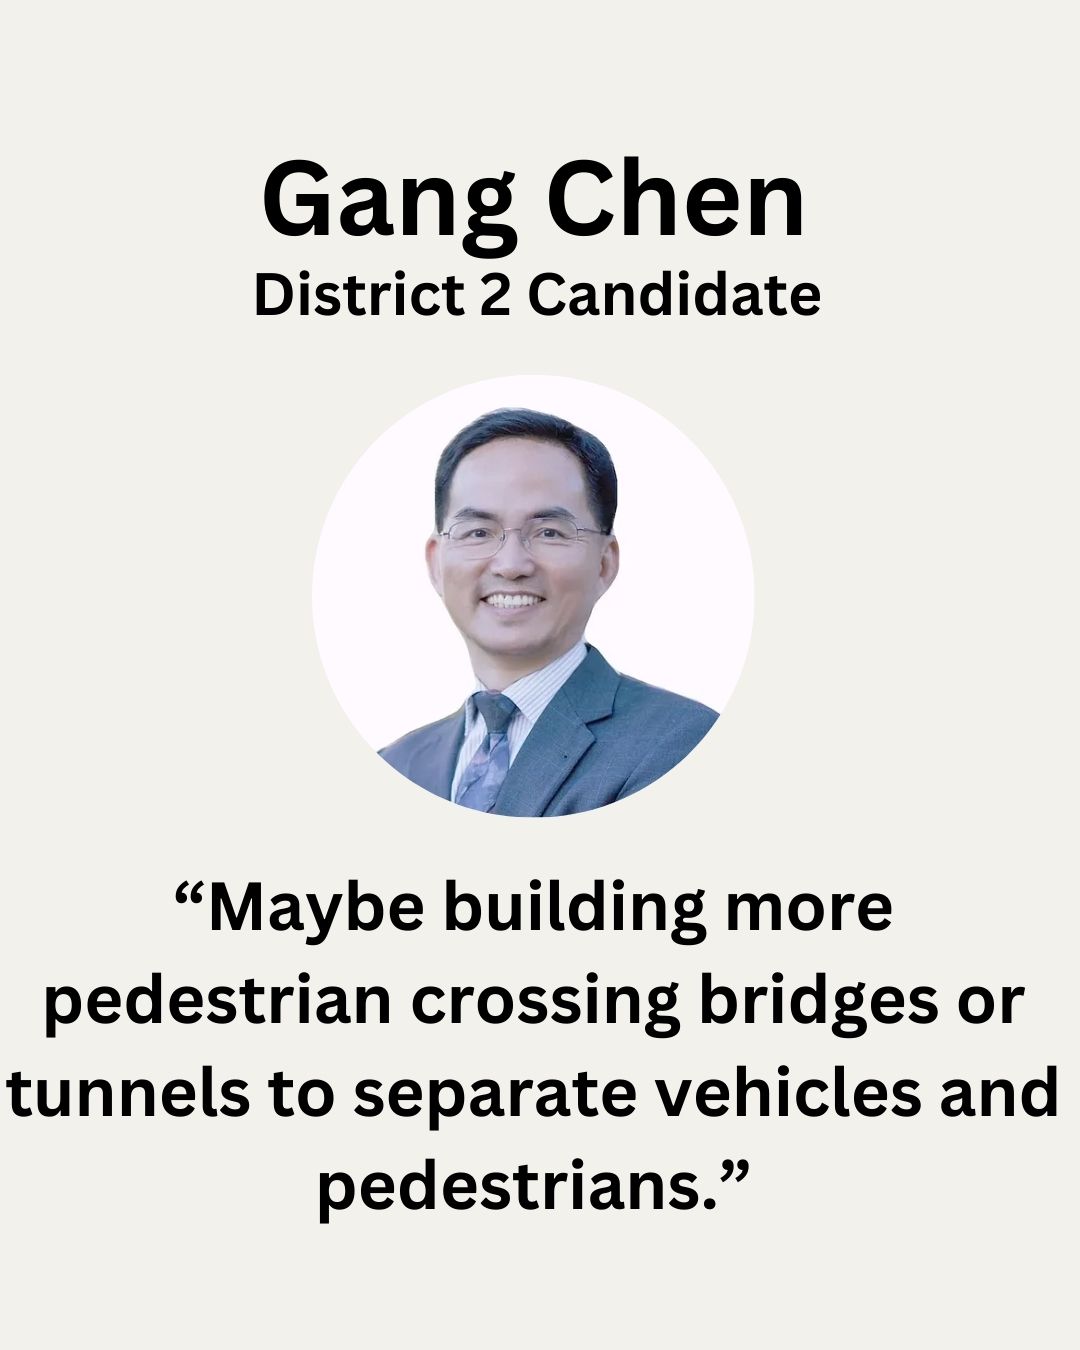 Gang Chen
District 2 Candidate
“Maybe building more
pedestrian crossing bridges or
tunnels to separate vehicles and
pedestrians.”